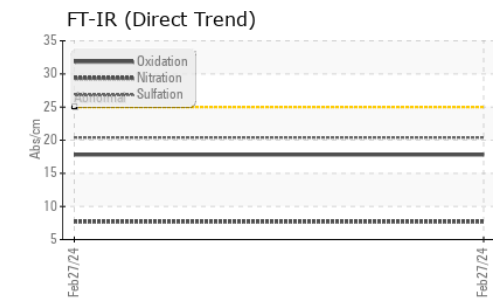 FT-IR (Direct Trend)
Abs/cm
35
30
25
20
15
10
5
Oxidation
Nitration
Sulfation
Abnormal
Feb27/24
Feb27/24